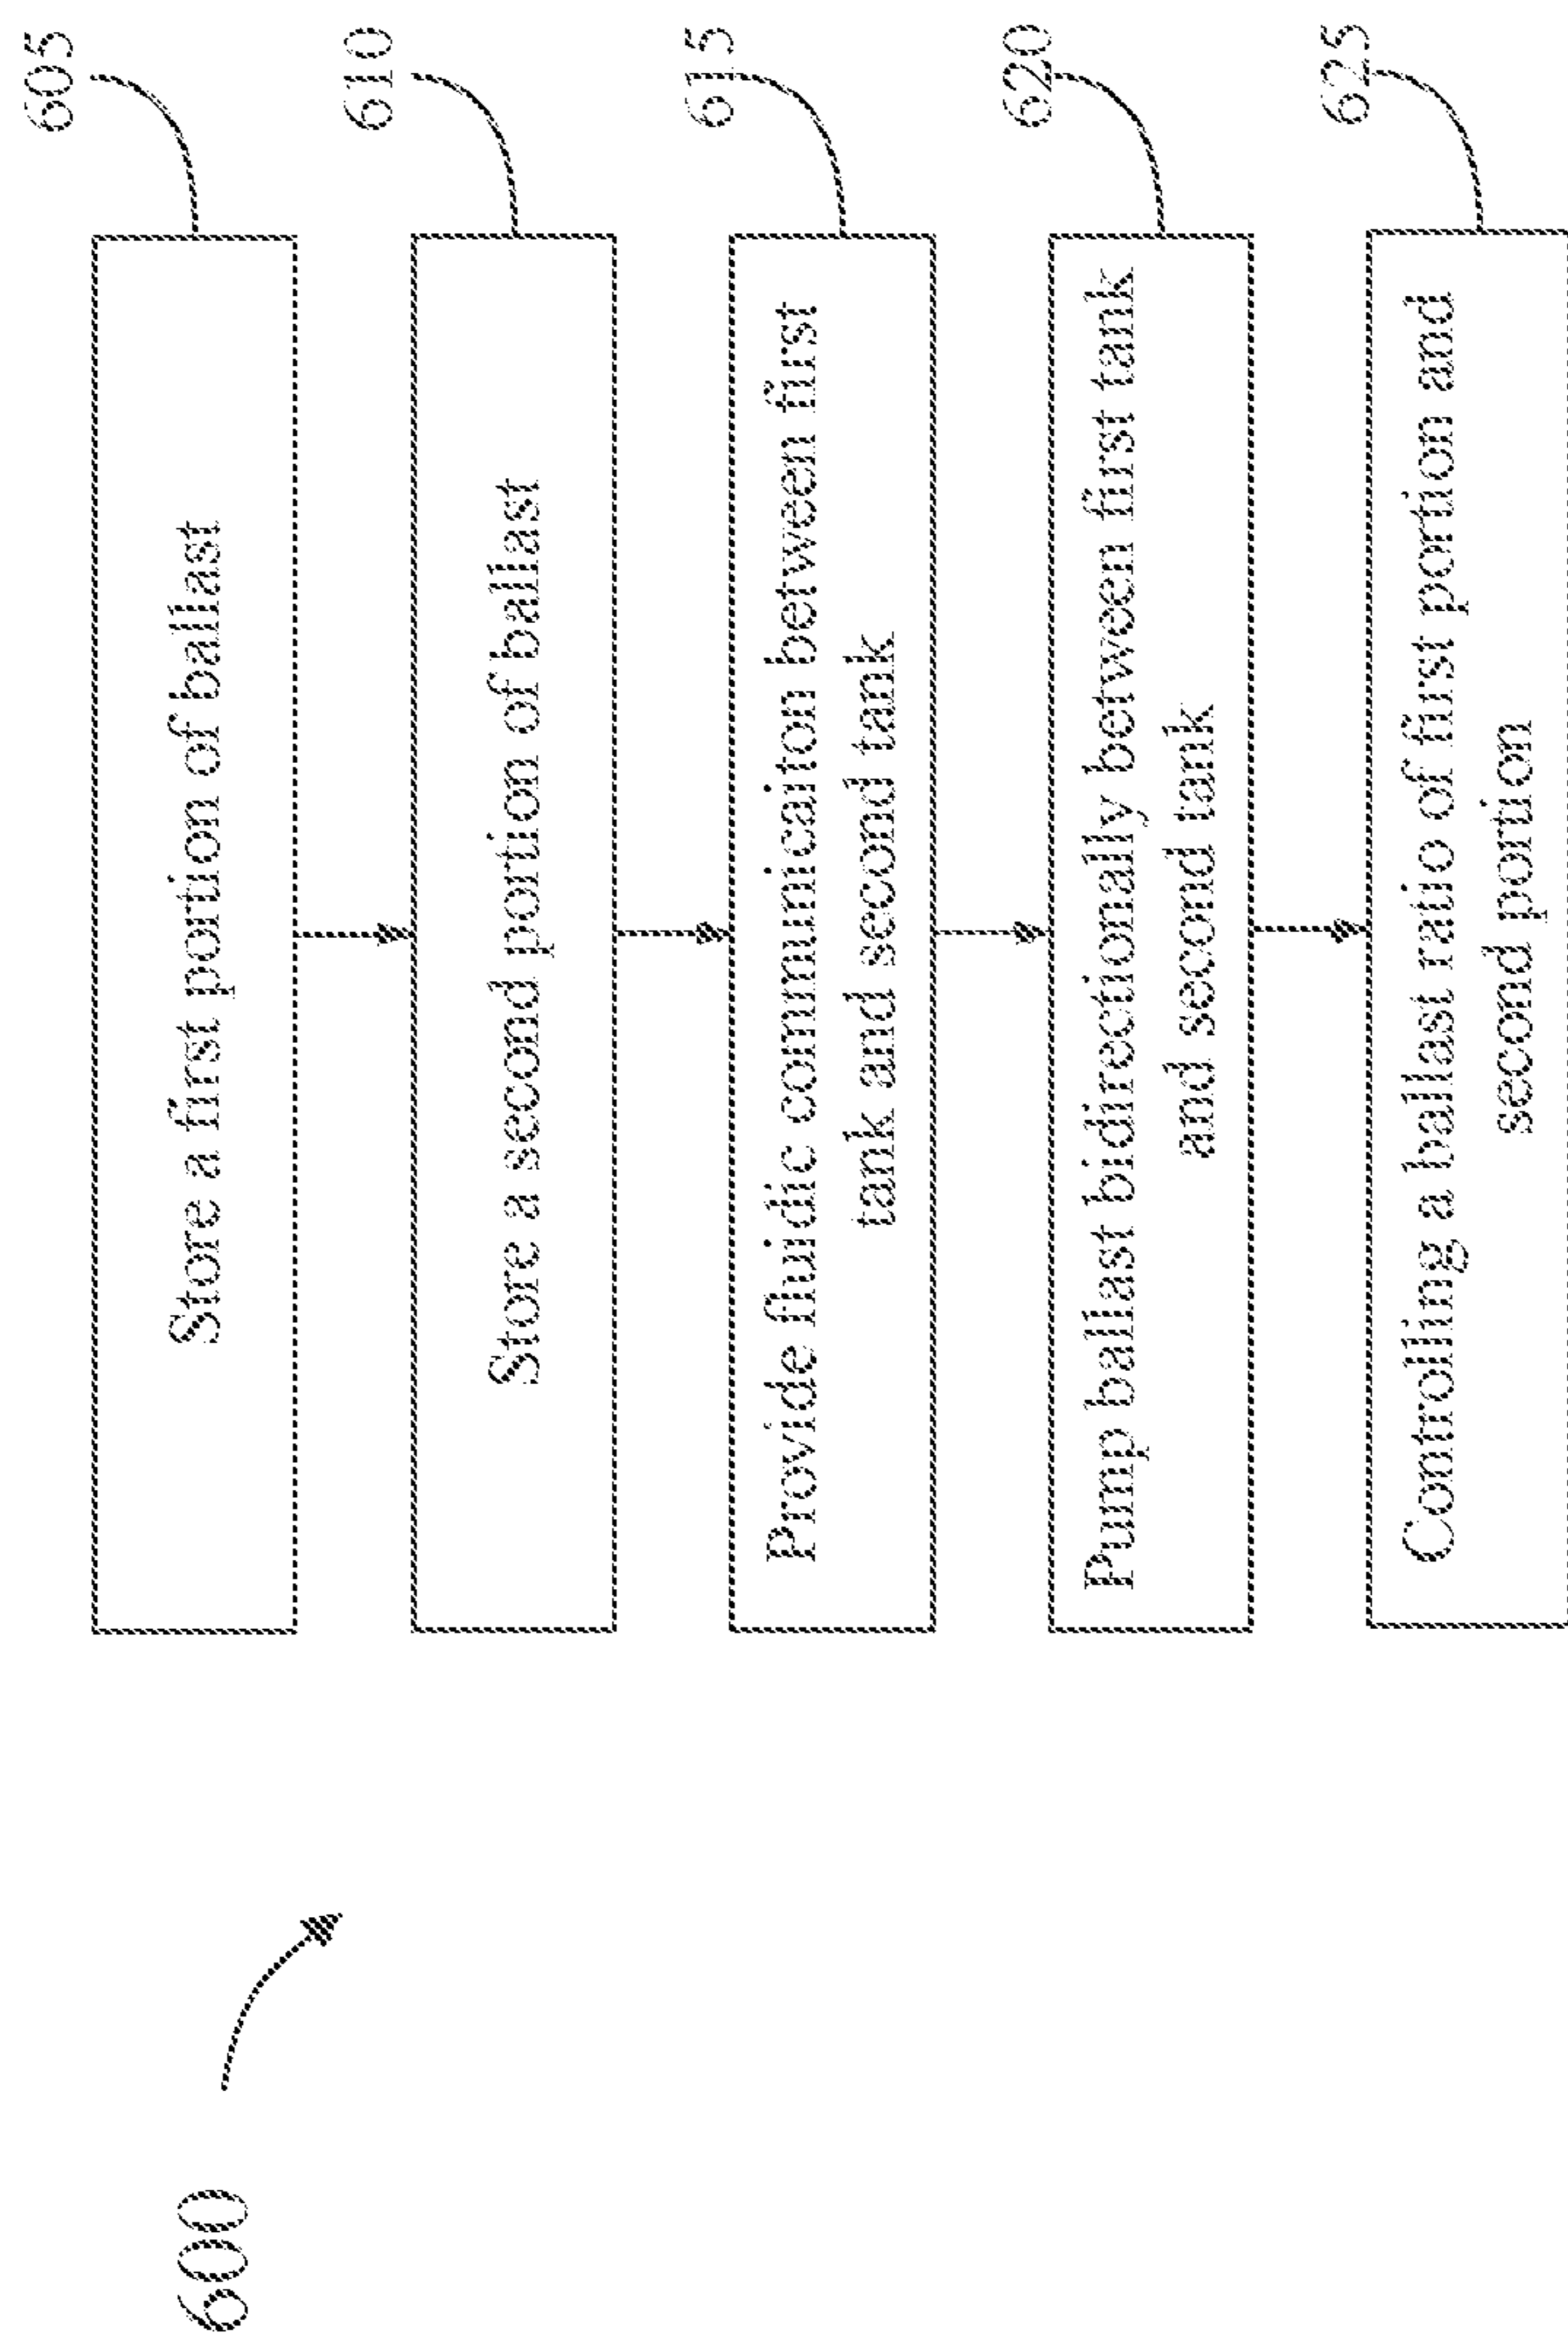 600
605
Store a first portion of ballast
610
Store a second portion of ballast
615
Provide fluidic communicaiton between first
tank and second tank
620
Pump ballast bidirectionally between first tank
and second tank
625
Controlling a ballast ratio of first portion and
second portion